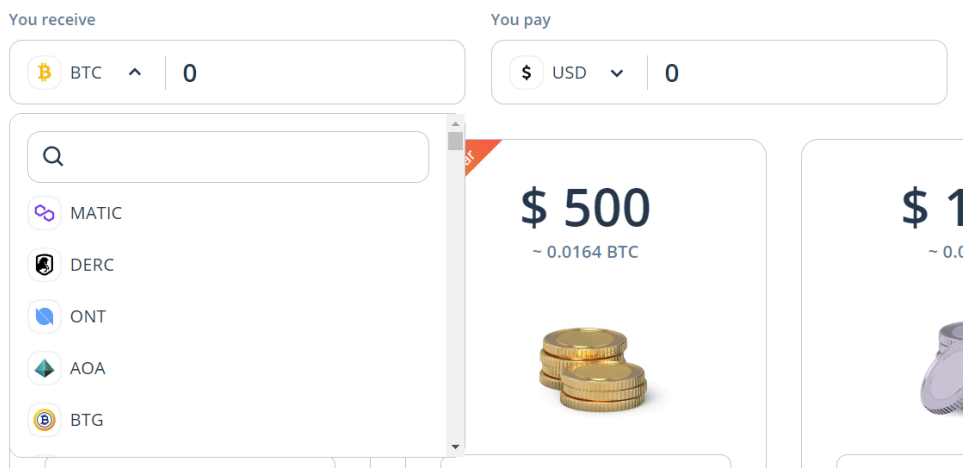 You receive
You pay
BTC
0
$ USD
0
MATIC
DERC
ONT
AOA
BTG
$ 500
~ 0.0164 BTC